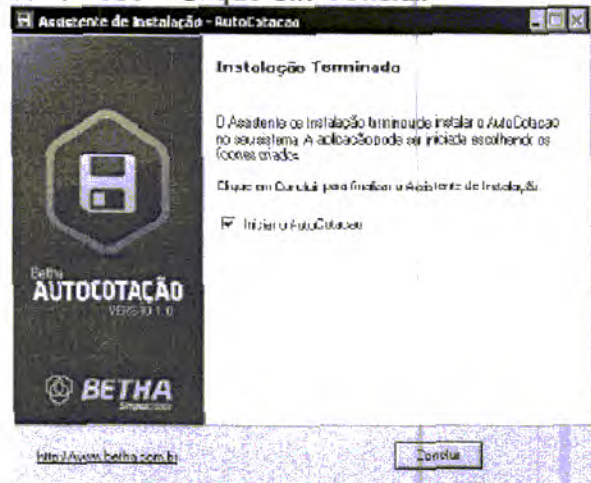 Assistente de Instalação - AutoCotacao
Instalação Terminada
O Assistente de Instalação terminou de instalar o AutoCotacao
no seu sistema. A aplicação pode ser iniciada escolhendo os
ícones criados.
Clique em Concluir para finalizar o Assistente de Instalação.
Iniciar o AutoCotacao
Betha
AUTOCOTAÇÃO
VERSÃO 1.0
BETHA
http://www.betha.com.br
Concluir